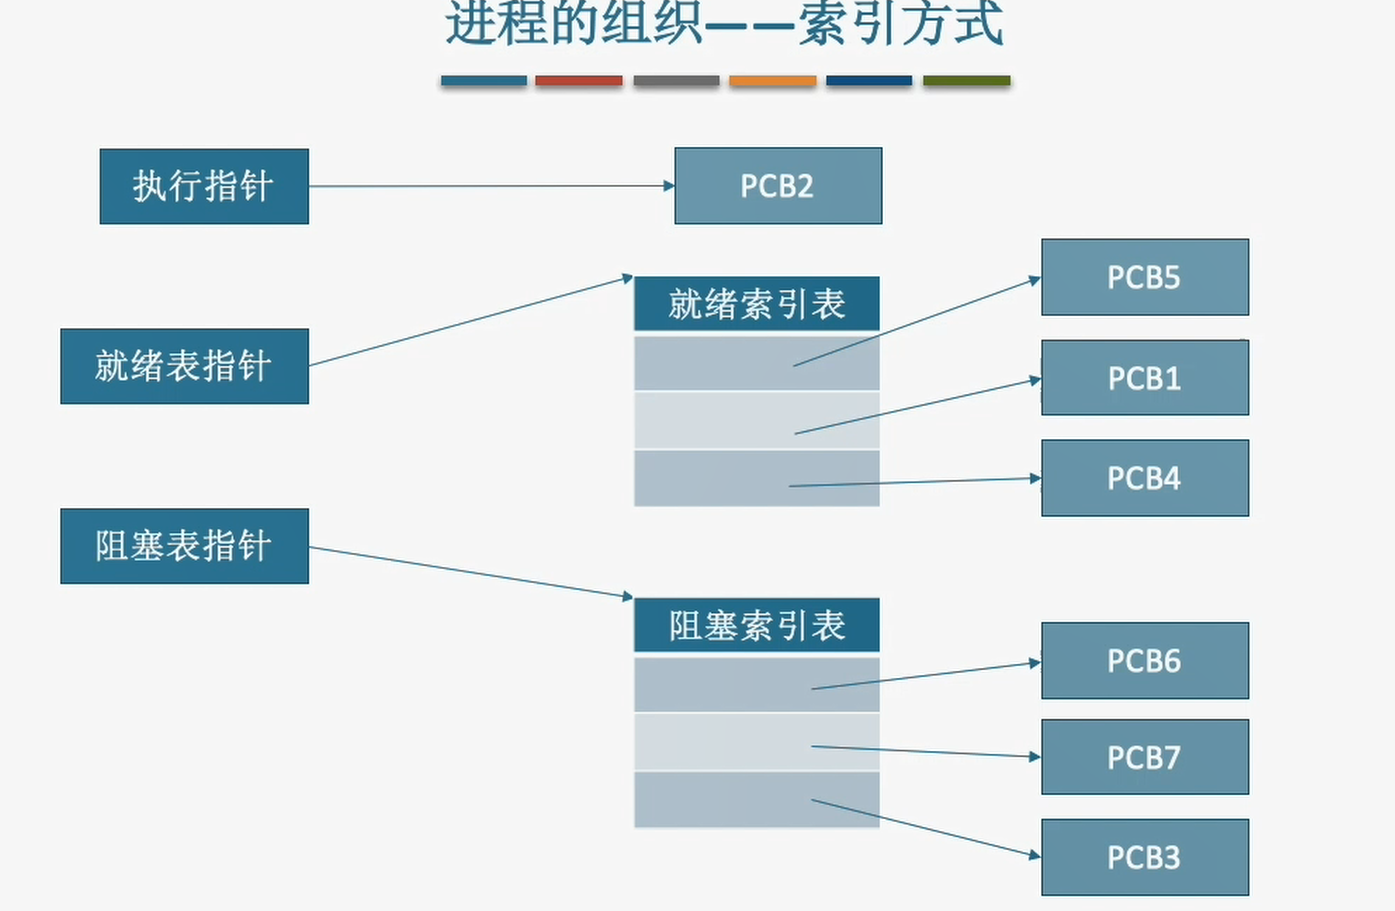 进程的组织——索引方式
执行指针
PCB2
就绪表指针
就绪索引表
PCB5
PCB1
PCB4
阻塞表指针
阻塞索引表
PCB6
PCB7
PCB3